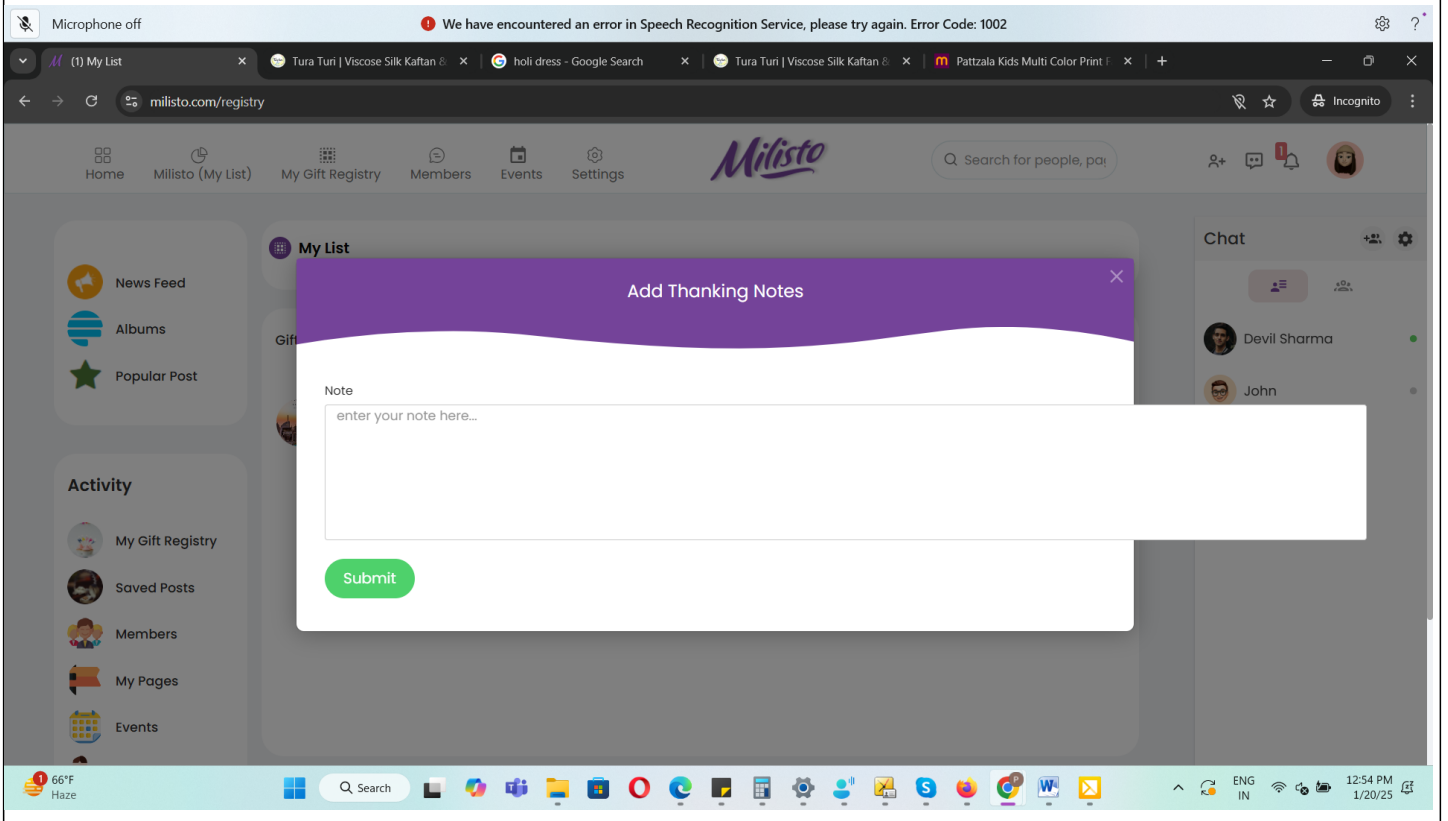 Microphone off
We have encountered an error in Speech Recognition Service, please try again. Error Code: 1002
?
(1) My List
Tura Turi | Viscose Silk Kaftan &
holi dress - Google Search
Tura Turi | Viscose Silk Kaftan &
Pattzala Kids Multi Color Print F
milisto.com/registry
Incognito
Home
Milisto (My List)
My Gift Registry
Members
Events
Settings
Milisto
Search for people, pag
1
My List
Chat
News Feed
Albums
Popular Post
Gift
Add Thanking Notes
Note
enter your note here...
Submit
Devil Sharma
John
Activity
My Gift Registry
Saved Posts
Members
My Pages
Events
1
66°F
Haze
Search
ENG
IN
12:54 PM
1/20/25